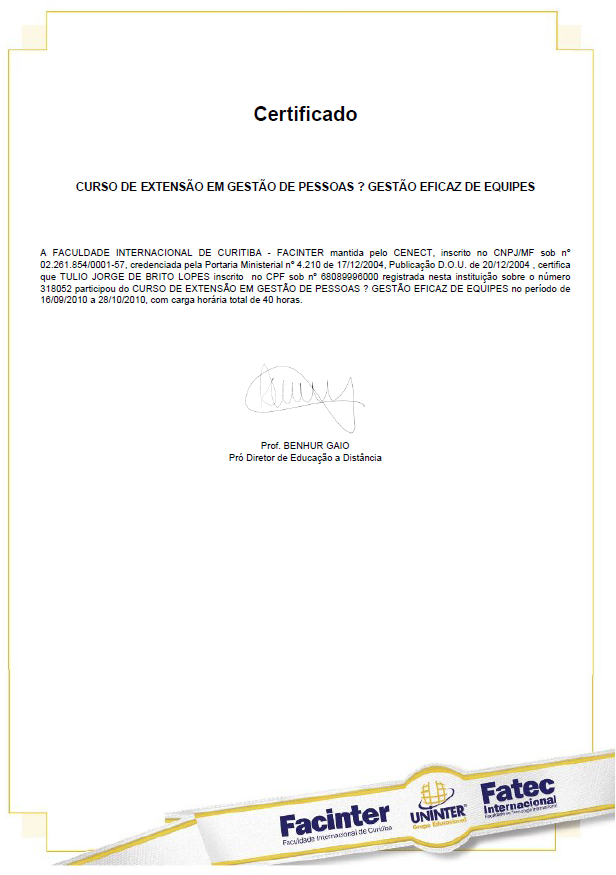 Certificado
CURSO DE EXTENSÃO EM GESTÃO DE PESSOAS ? GESTÃO EFICAZ DE EQUIPES
A FACULDADE INTERNACIONAL DE CURITIBA - FACINTER mantida pelo CENECT, inscrito no CNPJ/MF sob nº
02.261.854/0001-57, credenciada pela Portaria Ministerial nº 4.210 de 17/12/2004, Publicação D.O.U. de 20/12/2004 , certifica
que TULIO JORGE DE BRITO LOPES inscrito no CPF sob nº 68089996000 registrada nesta instituição sobre o número
318052 participou do CURSO DE EXTENSÃO EM GESTÃO DE PESSOAS ? GESTÃO EFICAZ DE EQUIPES no período de
16/09/2010 a 28/10/2010, com carga horária total de 40 horas.
Prof. BENHUR GAIO
Pró Diretor de Educação a Distância
Facinter
Faculdade Internacional de Curitiba
UNINTER
Grupo Educacional
Fatec
Internacional
Faculdade de Tecnologia Internacional